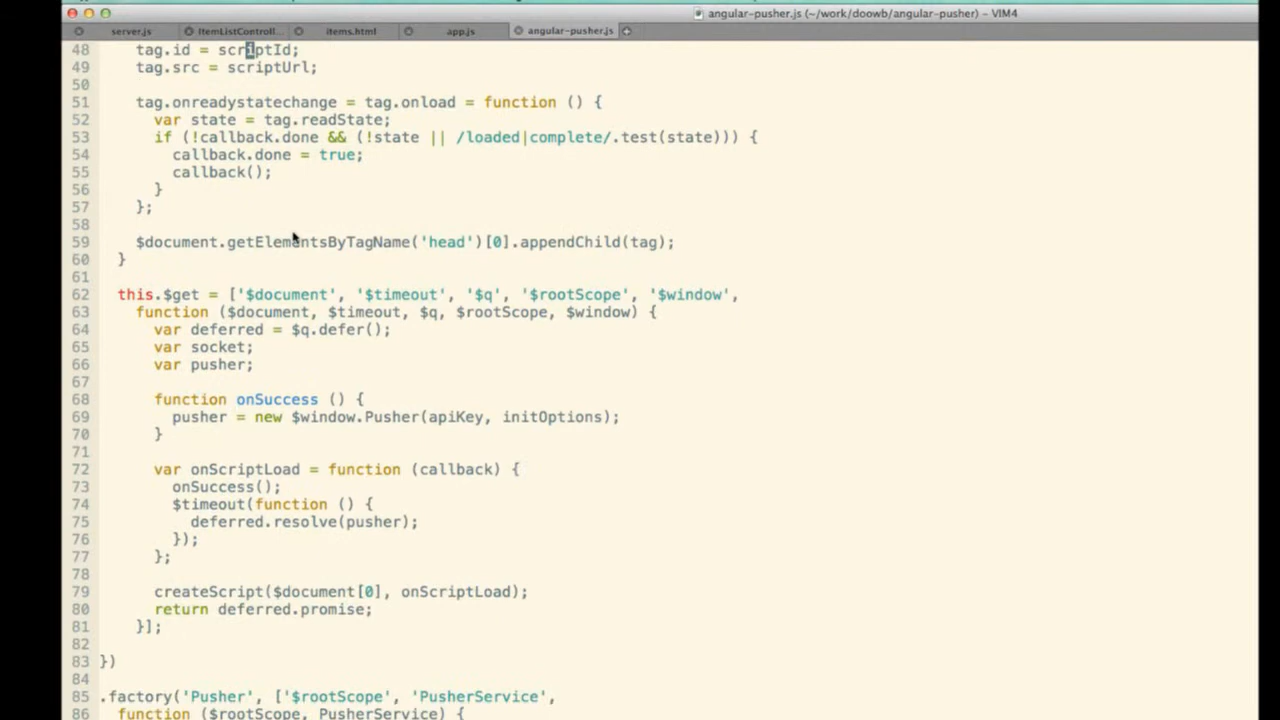 angular-pusher.js (~/work/doowb/angular-pusher) – VIM4
server.js ItemListControll... items.html app.js angular-pusher.js
48 tag.id = scriptId;
49 tag.src = scriptUrl;
50
51 tag.onreadystatechange = tag.onload = function () {
52 var state = tag.readState;
53 if (!callback.done && (!state || /loaded|complete/.test(state))) {
54 callback.done = true;
55 callback();
56 }
57 };
58
59 $document.getElementsByTagName('head')[0].appendChild(tag);
60 }
61
62 this.$get = ['$document', '$timeout', '$q', '$rootScope', '$window',
63 function ($document, $timeout, $q, $rootScope, $window) {
64 var deferred = $q.defer();
65 var socket;
66 var pusher;
67
68 function onSuccess () {
69 pusher = new $window.Pusher(apiKey, initOptions);
70 }
71
72 var onScriptLoad = function (callback) {
73 onSuccess();
74 $timeout(function () {
75 deferred.resolve(pusher);
76 });
77 };
78
79 createScript($document[0], onScriptLoad);
80 return deferred.promise;
81 }];
82
83 })
84
85 .factory('Pusher', ['$rootScope', 'PusherService',
86 function ($rootScope, PusherService) {